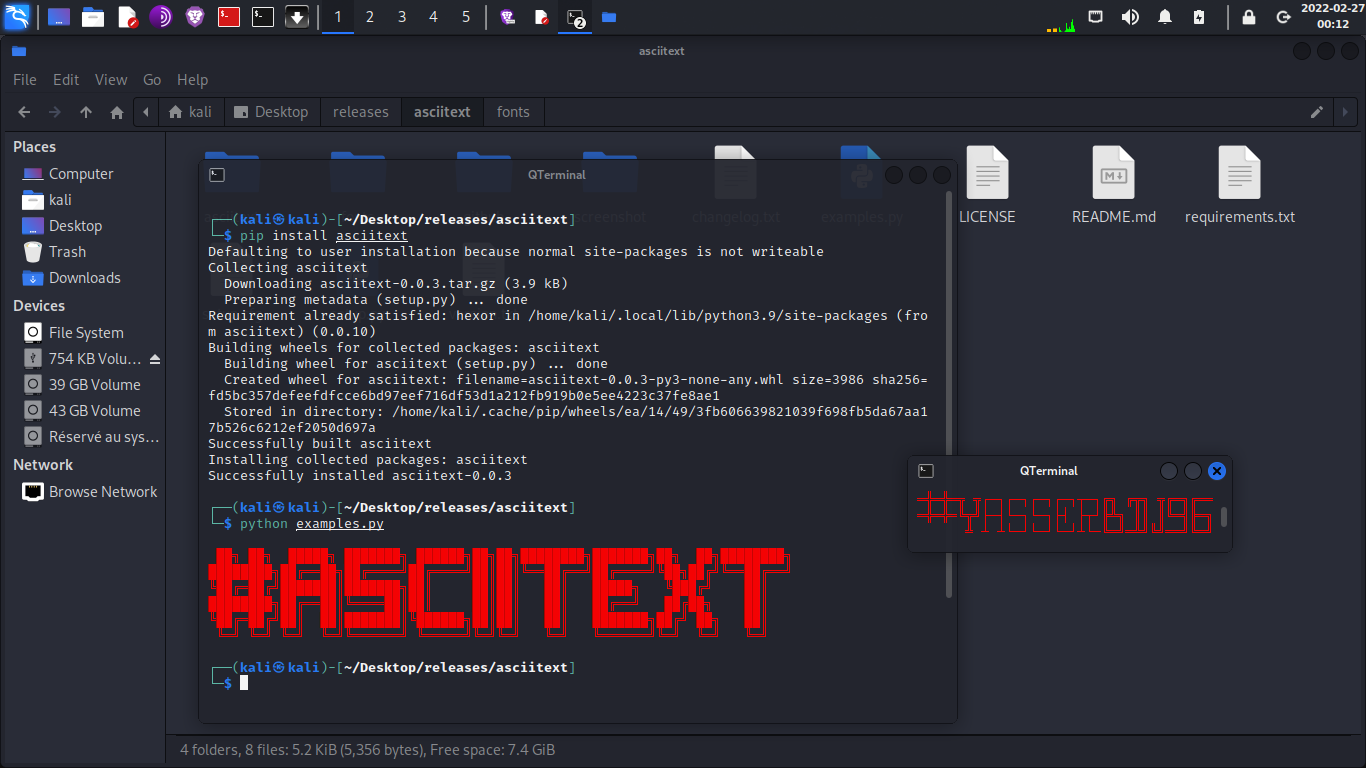 1 2 3 4 5
2
2022-02-27
00:12
asciitext
File Edit View Go Help
kali Desktop releases asciitext fonts
Places
Computer
kali
Desktop
Trash
Downloads
Devices
File System
754 KB Volu...
39 GB Volume
43 GB Volume
Réservé au sys...
Network
Browse Network
screenshot changelog.txt examples.py LICENSE README.md requirements.txt
QTerminal
┌──(kali㉿kali)-[~/Desktop/releases/asciitext]
└─$ pip install asciitext
Defaulting to user installation because normal site-packages is not writeable
Collecting asciitext
Downloading asciitext-0.0.3.tar.gz (3.9 kB)
Preparing metadata (setup.py) ... done
Requirement already satisfied: hexor in /home/kali/.local/lib/python3.9/site-packages (fro
m asciitext) (0.0.10)
Building wheels for collected packages: asciitext
Building wheel for asciitext (setup.py) ... done
Created wheel for asciitext: filename=asciitext-0.0.3-py3-none-any.whl size=3986 sha256=
fd5bc357defeefdfcce6bd97eef716df53d1a212fb919b0e5ee4223c37fe8ae1
Stored in directory: /home/kali/.cache/pip/wheels/ea/14/49/3fb606639821039f698fb5da67aa1
7b526c6212ef2050d697a
Successfully built asciitext
Installing collected packages: asciitext
Successfully installed asciitext-0.0.3
┌──(kali㉿kali)-[~/Desktop/releases/asciitext]
└─$ python examples.py
#ASCIITEXT
┌──(kali㉿kali)-[~/Desktop/releases/asciitext]
└─$
QTerminal
#YASSERBDJ96
4 folders, 8 files: 5.2 KiB (5,356 bytes), Free space: 7.4 GiB